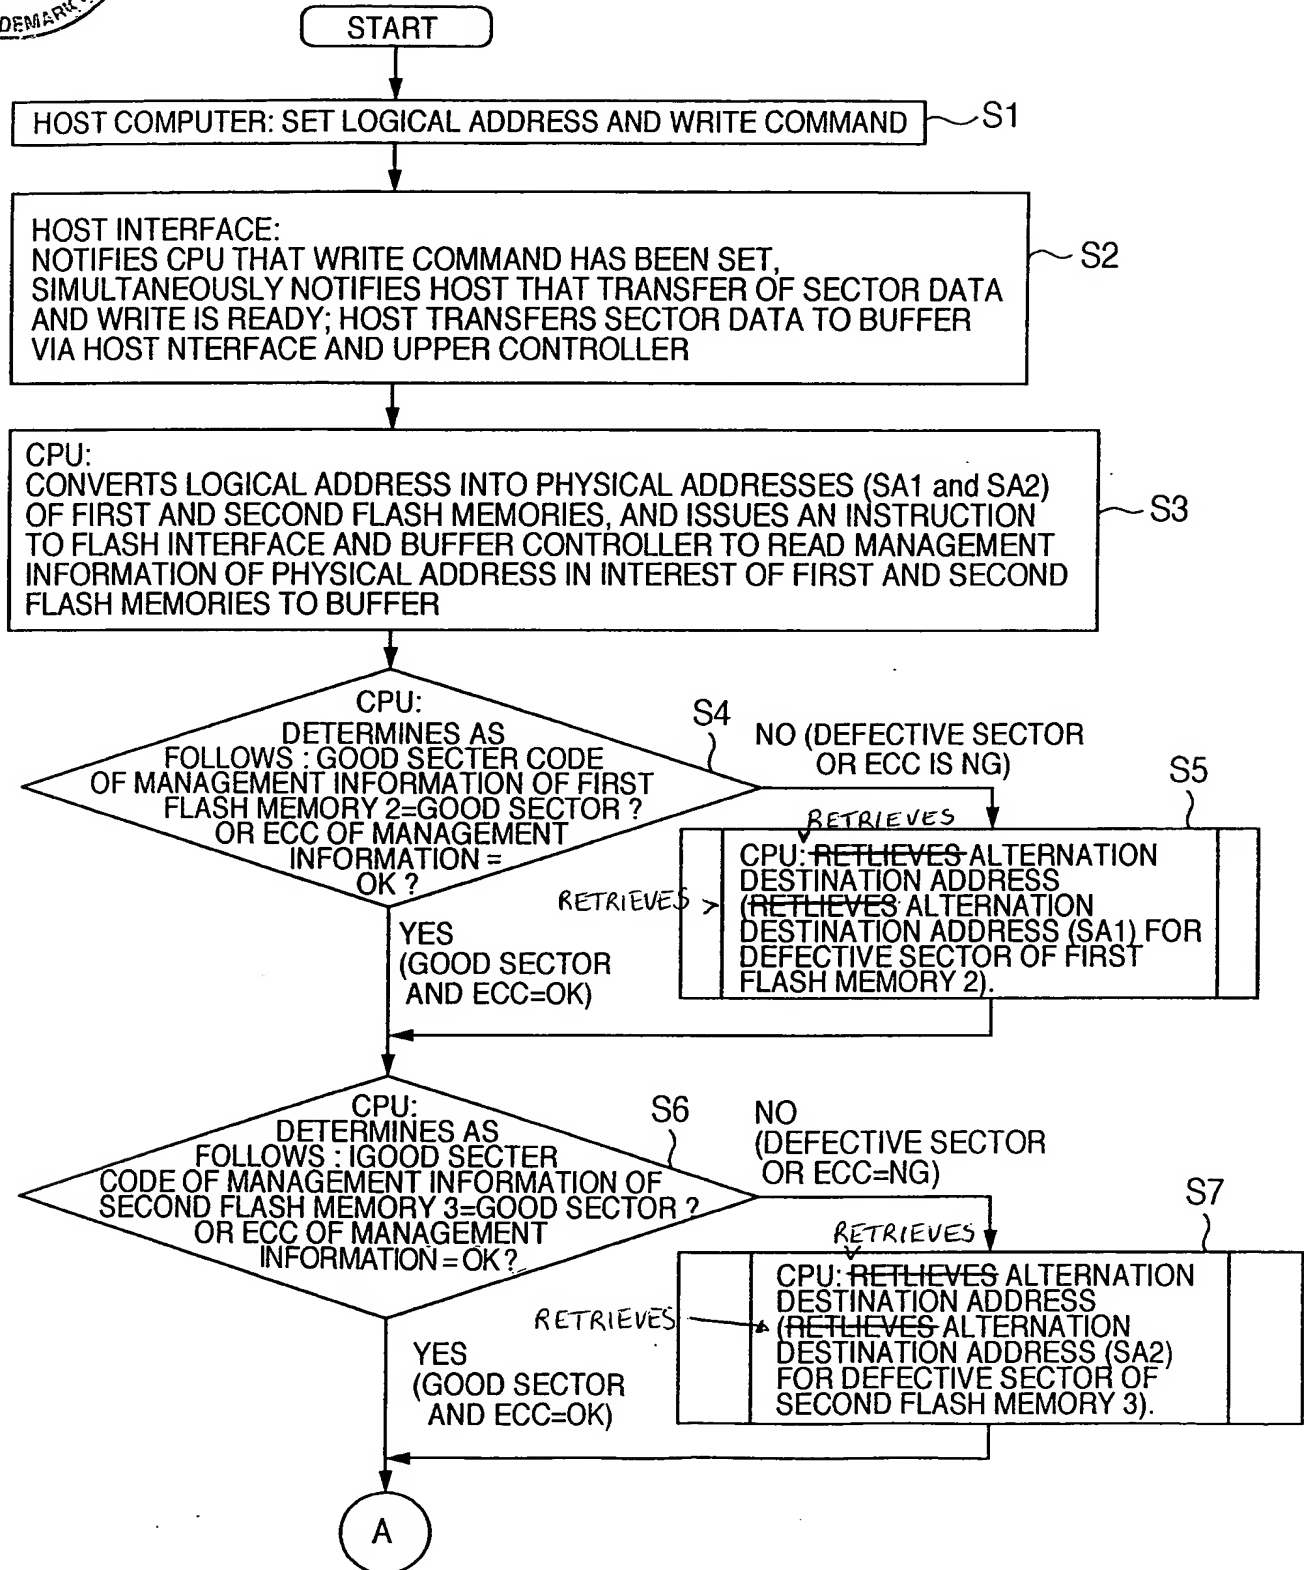 DEMARK
START
HOST COMPUTER: SET LOGICAL ADDRESS AND WRITE COMMAND
S1
HOST INTERFACE:
NOTIFIES CPU THAT WRITE COMMAND HAS BEEN SET,
SIMULTANEOUSLY NOTIFIES HOST THAT TRANSFER OF SECTOR DATA
AND WRITE IS READY; HOST TRANSFERS SECTOR DATA TO BUFFER
VIA HOST NTERFACE AND UPPER CONTROLLER
S2
CPU:
CONVERTS LOGICAL ADDRESS INTO PHYSICAL ADDRESSES (SA1 and SA2)
OF FIRST AND SECOND FLASH MEMORIES, AND ISSUES AN INSTRUCTION
TO FLASH INTERFACE AND BUFFER CONTROLLER TO READ MANAGEMENT
INFORMATION OF PHYSICAL ADDRESS IN INTEREST OF FIRST AND SECOND
FLASH MEMORIES TO BUFFER
S3
CPU:
DETERMINES AS
FOLLOWS : GOOD SECTER CODE
OF MANAGEMENT INFORMATION OF FIRST
FLASH MEMORY 2=GOOD SECTOR ?
OR ECC OF MANAGEMENT
INFORMATION =
OK ?
S4
NO (DEFECTIVE SECTOR
OR ECC IS NG)
S5
RETRIEVES
CPU: RETLIEVES ALTERNATION
DESTINATION ADDRESS
RETRIEVES
(RETLIEVES ALTERNATION
DESTINATION ADDRESS (SA1) FOR
DEFECTIVE SECTOR OF FIRST
FLASH MEMORY 2).
YES
(GOOD SECTOR
AND ECC=OK)
CPU:
DETERMINES AS
FOLLOWS : IGOOD SECTER
CODE OF MANAGEMENT INFORMATION OF
SECOND FLASH MEMORY 3=GOOD SECTOR ?
OR ECC OF MANAGEMENT
INFORMATION = OK ?
S6
NO
(DEFECTIVE SECTOR
OR ECC=NG)
S7
RETRIEVES
CPU: RETLIEVES ALTERNATION
DESTINATION ADDRESS
RETRIEVES
(RETLIEVES ALTERNATION
DESTINATION ADDRESS (SA2)
FOR DEFECTIVE SECTOR OF
SECOND FLASH MEMORY 3).
YES
(GOOD SECTOR
AND ECC=OK)
A